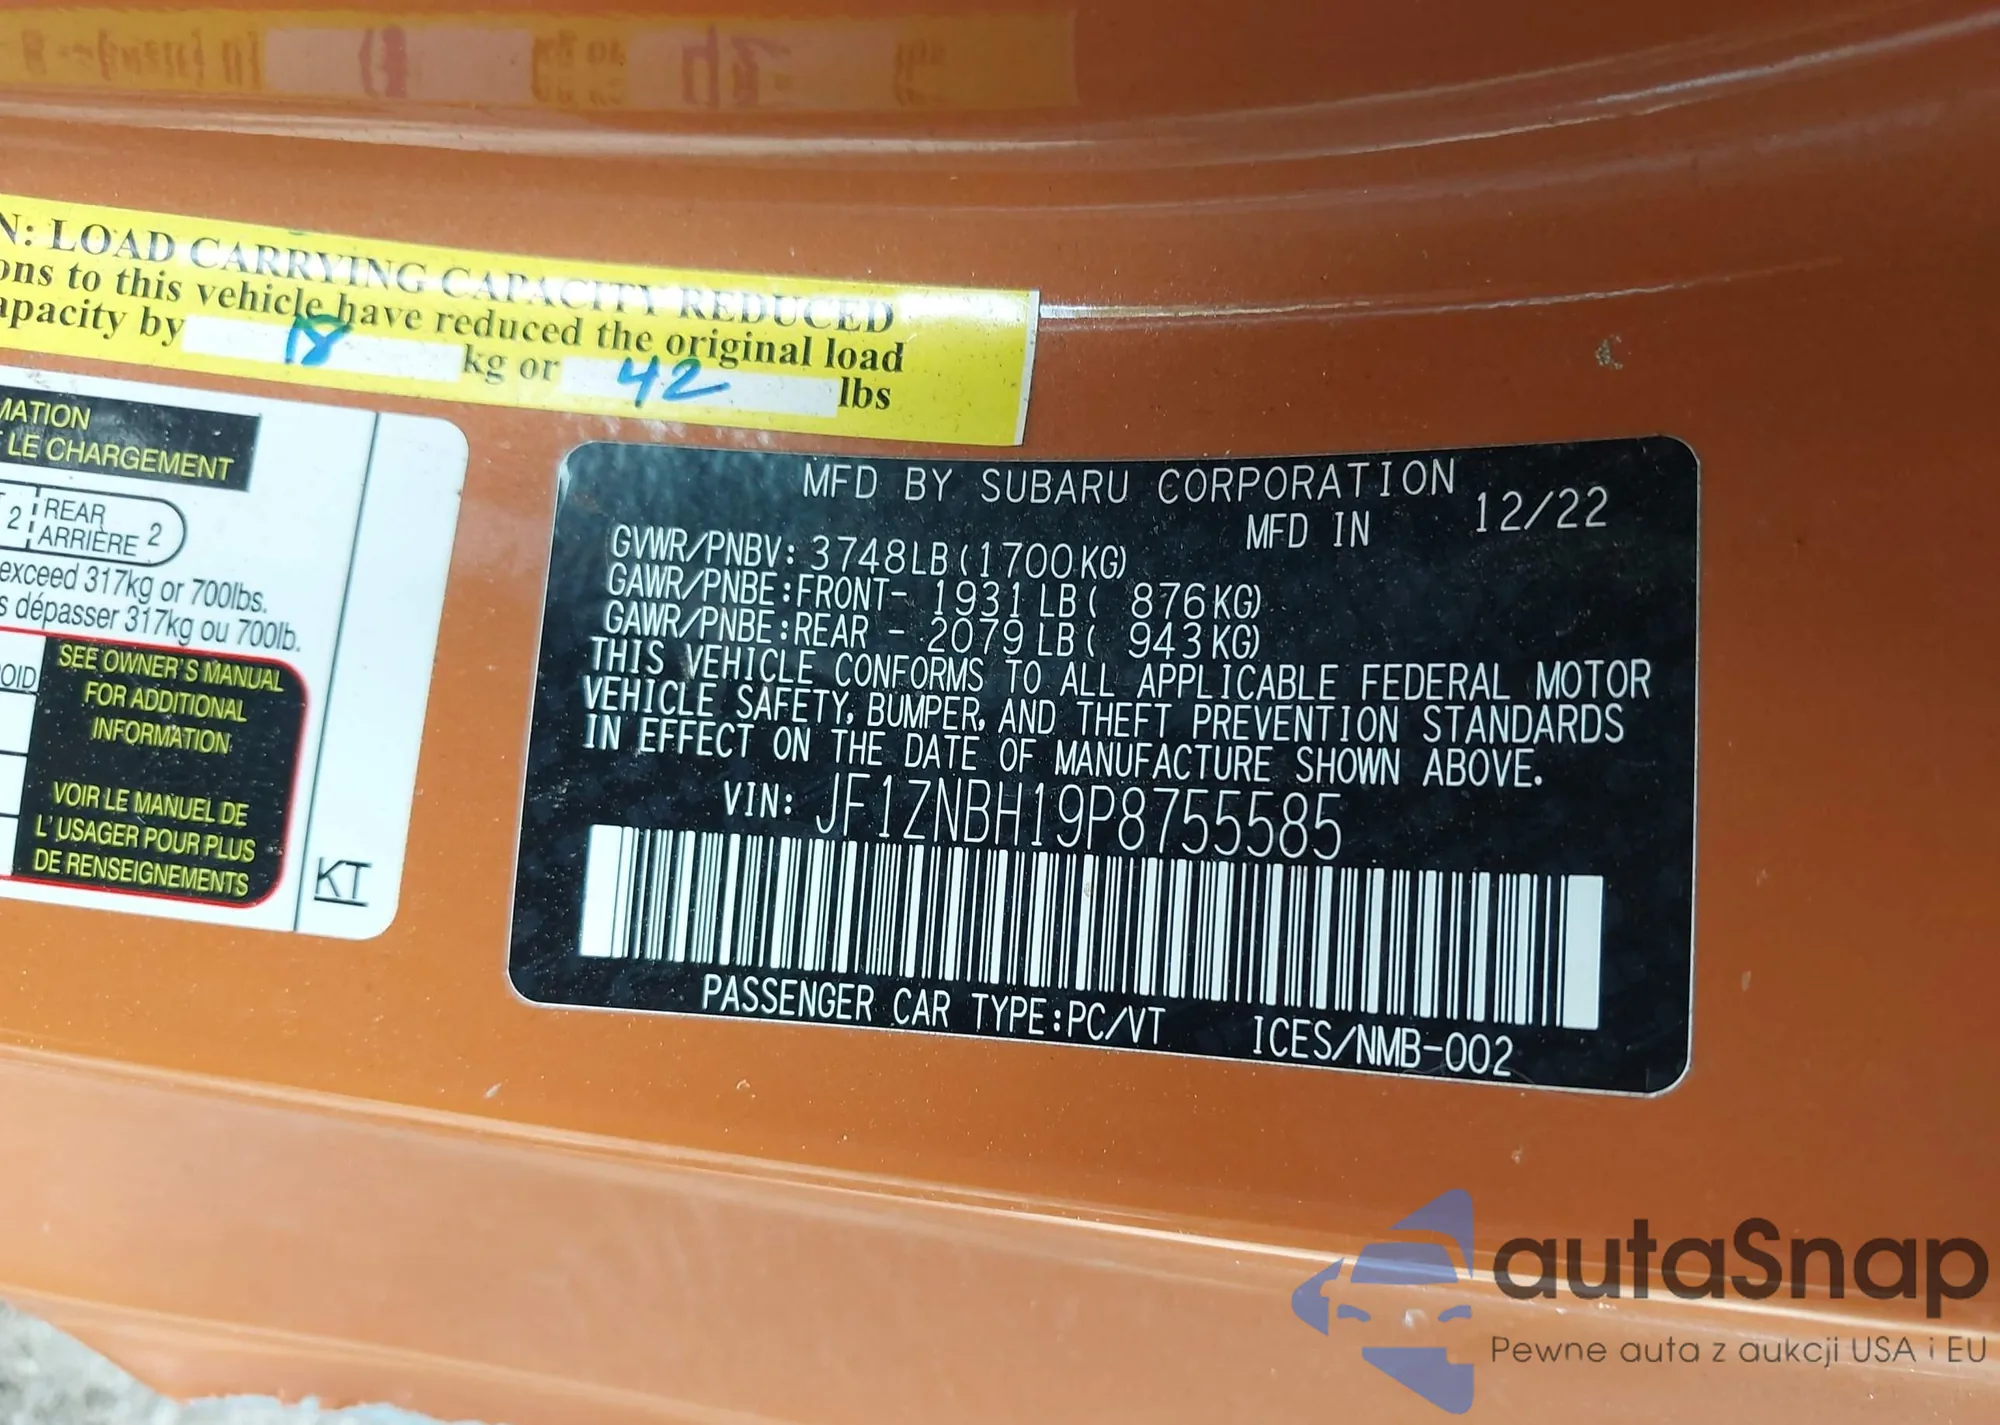 N: LOAD CARRYING CAPACITY REDUCED
ons to this vehicle have reduced the original load
apacity by 18 kg or 42 lbs
MATION
LE CHARGEMENT
2 REAR ARRIÈRE 2
exceed 317kg or 700lbs.
s dépasser 317kg ou 700lb.
OID
SEE OWNER'S MANUAL
FOR ADDITIONAL
INFORMATION
VOIR LE MANUEL DE
L'USAGER POUR PLUS
DE RENSEIGNEMENTS
KT
MFD BY SUBARU CORPORATION
MFD IN 12/22
GVWR/PNBV: 3748LB(1700KG)
GAWR/PNBE:FRONT- 1931LB( 876KG)
GAWR/PNBE:REAR - 2079LB( 943KG)
THIS VEHICLE CONFORMS TO ALL APPLICABLE FEDERAL MOTOR
VEHICLE SAFETY, BUMPER, AND THEFT PREVENTION STANDARDS
IN EFFECT ON THE DATE OF MANUFACTURE SHOWN ABOVE.
VIN: JF1ZNBH19P8755585
PASSENGER CAR TYPE:PC/VT ICES/NMB-002
autaSnap
Pewne auta z aukcji USA i EU